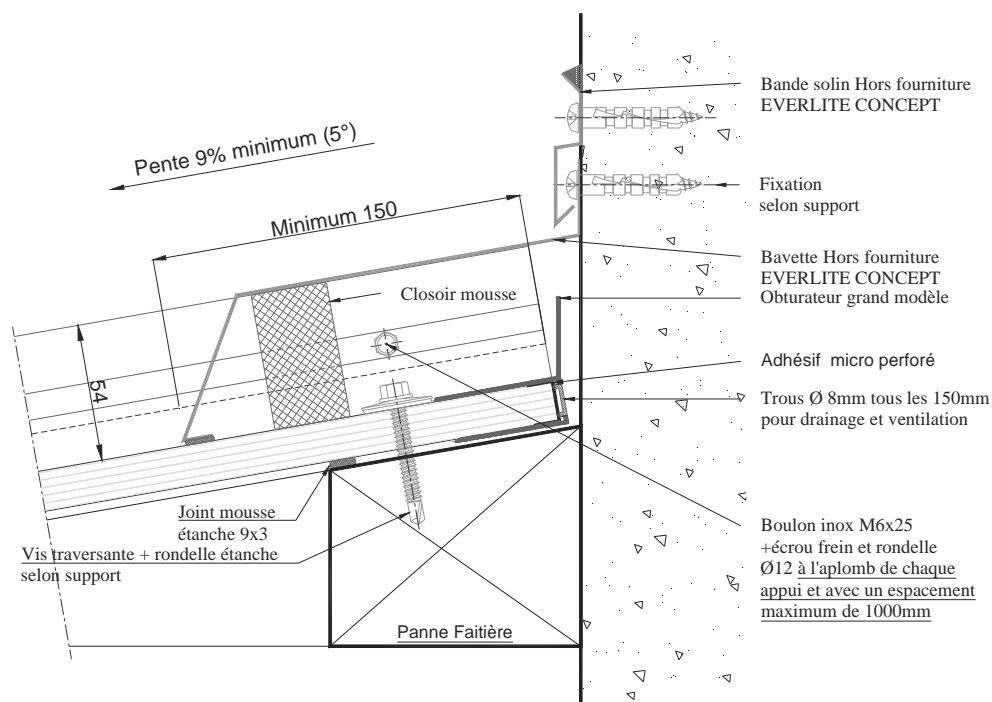 Bande solin Hors fourniture
EVERLITE CONCEPT
Pente 9% minimum (5°)
Fixation
selon support
Minimum 150
Bavette Hors fourniture
EVERLITE CONCEPT
Closoir mousse
Obturateur grand modèle
54
Adhésif micro perforé
Trous Ø 8mm tous les 150mm
pour drainage et ventilation
Joint mousse
étanche 9x3
Vis traversante + rondelle étanche
selon support
Boulon inox M6x25
+écrou frein et rondelle
Ø12 à l'aplomb de chaque
appui et avec un espacement
maximum de 1000mm
Panne Faitière